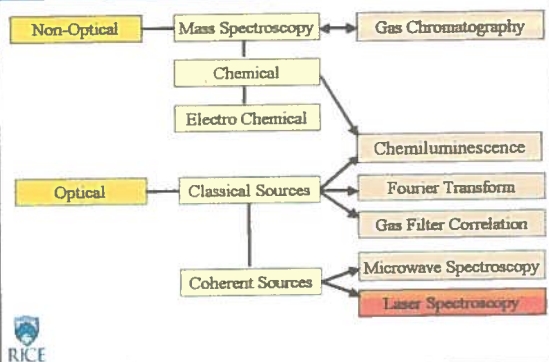 Non-Optical
Mass Spectroscopy
Gas Chromatography
Chemical
Electro Chemical
Chemiluminescence
Optical
Classical Sources
Fourier Transform
Gas Filter Correlation
Microwave Spectroscopy
Coherent Sources
Laser Spectroscopy
RICE